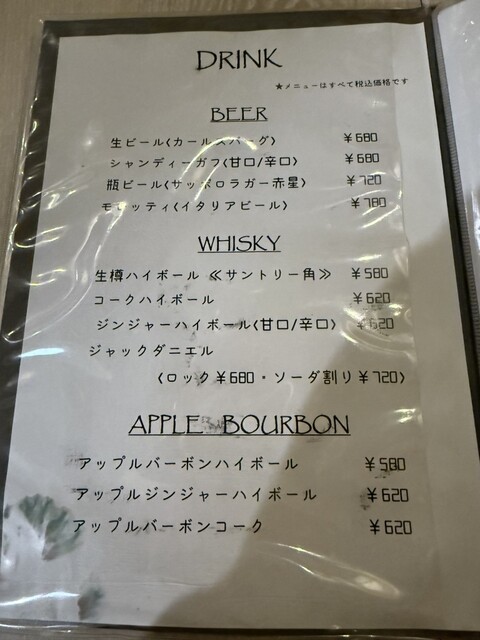 DRINK
★メニューはすべて税込価格です
BEER
生ビール(カールスバーグ) ¥680
シャンディーガフ(甘口/辛口) ¥680
瓶ビール(サッポロラガー赤星) ¥720
モレッティ(イタリアビール) ¥780
WHISKY
生樽ハイボール ≪サントリー角≫ ¥580
コークハイボール ¥620
ジンジャーハイボール(甘口/辛口) ¥620
ジャックダニエル
(ロック¥680・ソーダ割り¥720)
APPLE BOURBON
アップルバーボンハイボール ¥580
アップルジンジャーハイボール ¥620
アップルバーボンコーク ¥620